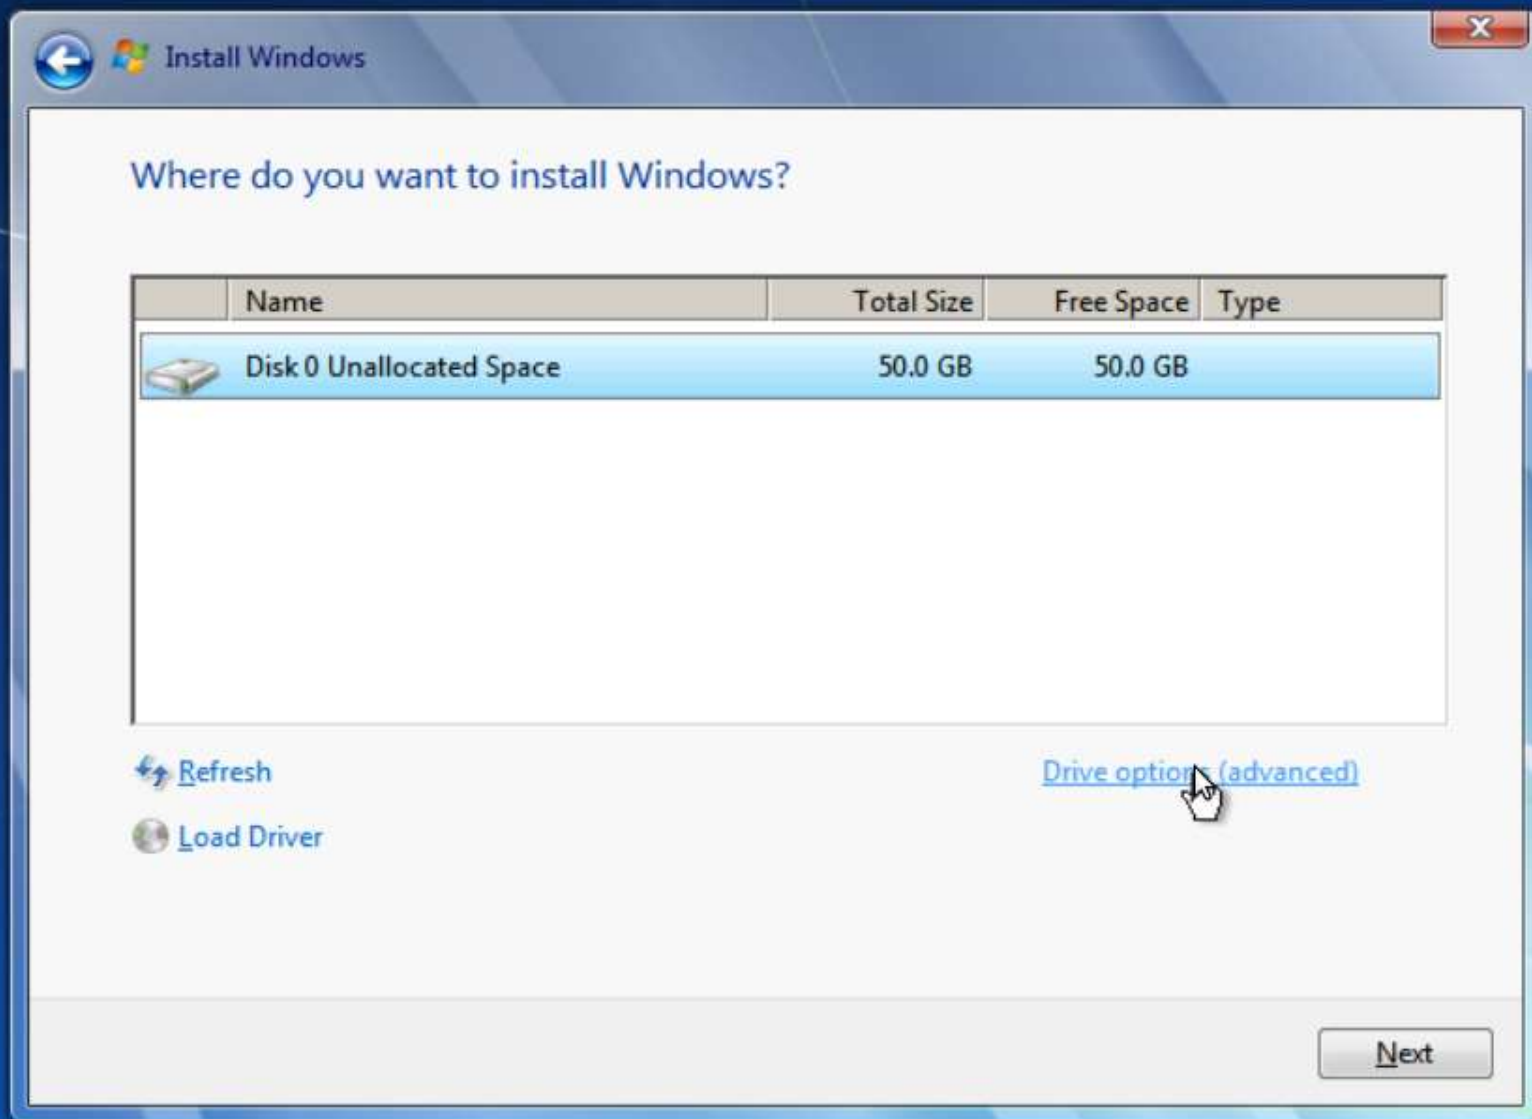 Install Windows
Where do you want to install Windows?
Name Total Size Free Space Type
Disk 0 Unallocated Space 50.0 GB 50.0 GB
Refresh Drive options (advanced)
Load Driver
Next